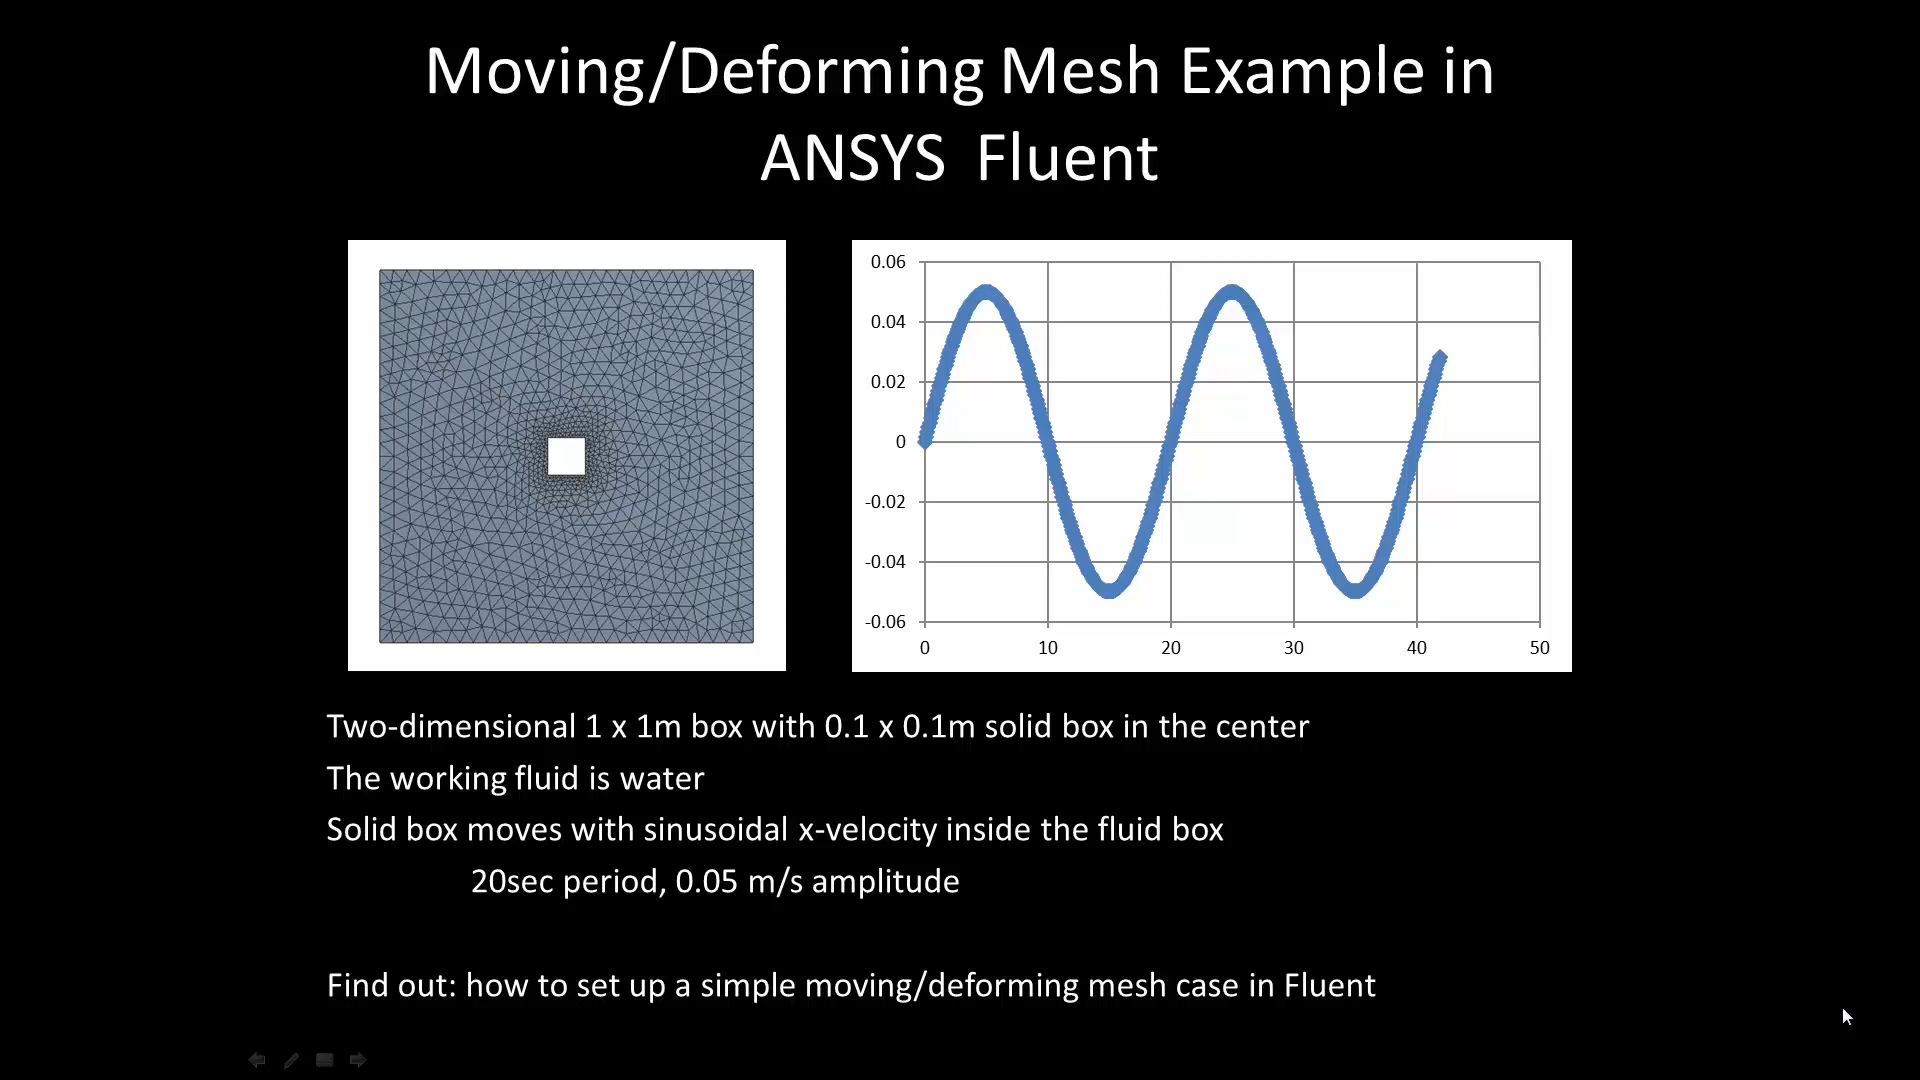 Moving/Deforming Mesh Example in
ANSYS Fluent
0.06
0.04
0.02
0
-0.02
-0.04
-0.06
0 10 20 30 40 50
Two-dimensional 1 x 1m box with 0.1 x 0.1m solid box in the center
The working fluid is water
Solid box moves with sinusoidal x-velocity inside the fluid box
20sec period, 0.05 m/s amplitude
Find out: how to set up a simple moving/deforming mesh case in Fluent